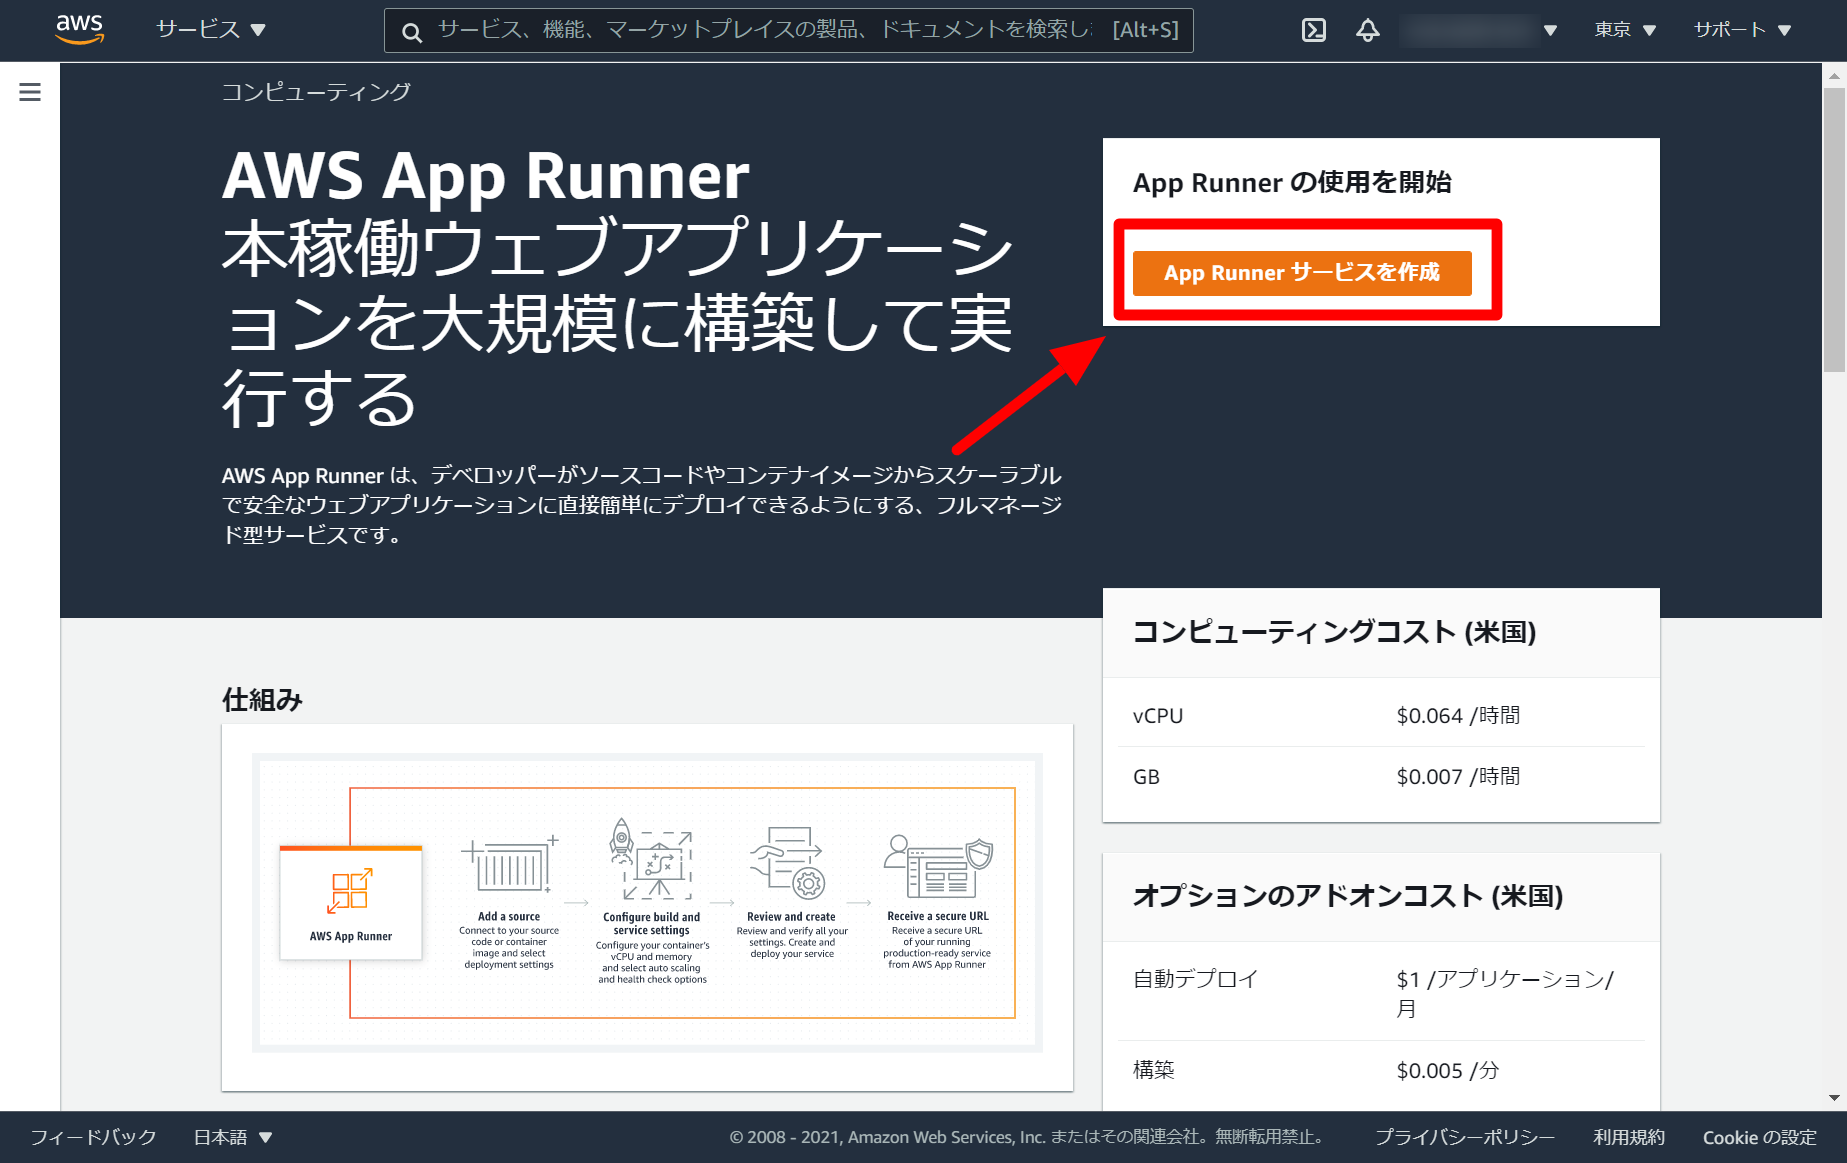 aws
サービス
サービス、機能、マーケットプレイスの製品、ドキュメントを検索し
[Alt+S]
東京
サポート
コンピューティング
AWS App Runner
本稼働ウェブアプリケーシ
ョンを大規模に構築して実
行する
AWS App Runner は、デベロッパーがソースコードやコンテナイメージからスケーラブル
で安全なウェブアプリケーションに直接簡単にデプロイできるようにする、フルマネージ
ド型サービスです。
App Runner の使用を開始
App Runner サービスを作成
コンピューティングコスト (米国)
vCPU $0.064 /時間
GB $0.007 /時間
仕組み
AWS App Runner
Add a source
Connect to your source
code or container
image and select
deployment settings
Configure build and
service settings
Configure your container's
vCPU and memory
and select auto scaling
and health check options
Review and create
Review and verify all your
settings. Create and
deploy your service
Receive a secure URL
Receive a secure URL
of your running
production-ready service
from AWS App Runner
オプションのアドオンコスト (米国)
自動デプロイ $1 /アプリケーション/
月
構築 $0.005 /分
フィードバック
日本語
© 2008 - 2021, Amazon Web Services, Inc. またはその関連会社。無断転用禁止。
プライバシーポリシー
利用規約
Cookie の設定